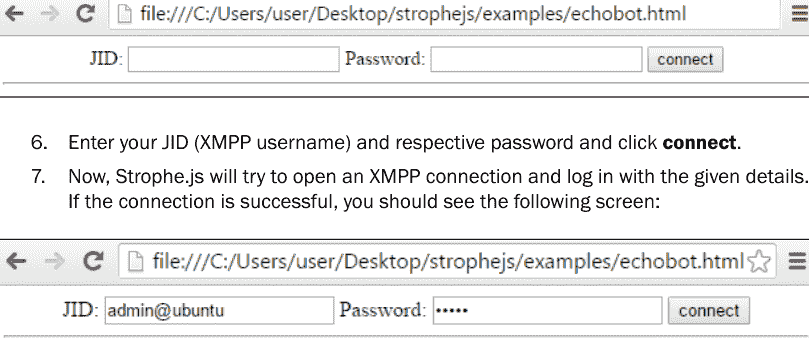 file:///C:/Users/user/Desktop/strophejs/examples/echobot.html
JID: Password: connect
6. Enter your JID (XMPP username) and respective password and click connect.
7. Now, Strophe.js will try to open an XMPP connection and log in with the given details.
If the connection is successful, you should see the following screen:
file:///C:/Users/user/Desktop/strophejs/examples/echobot.html
JID: admin@ubuntu Password: ••••• connect